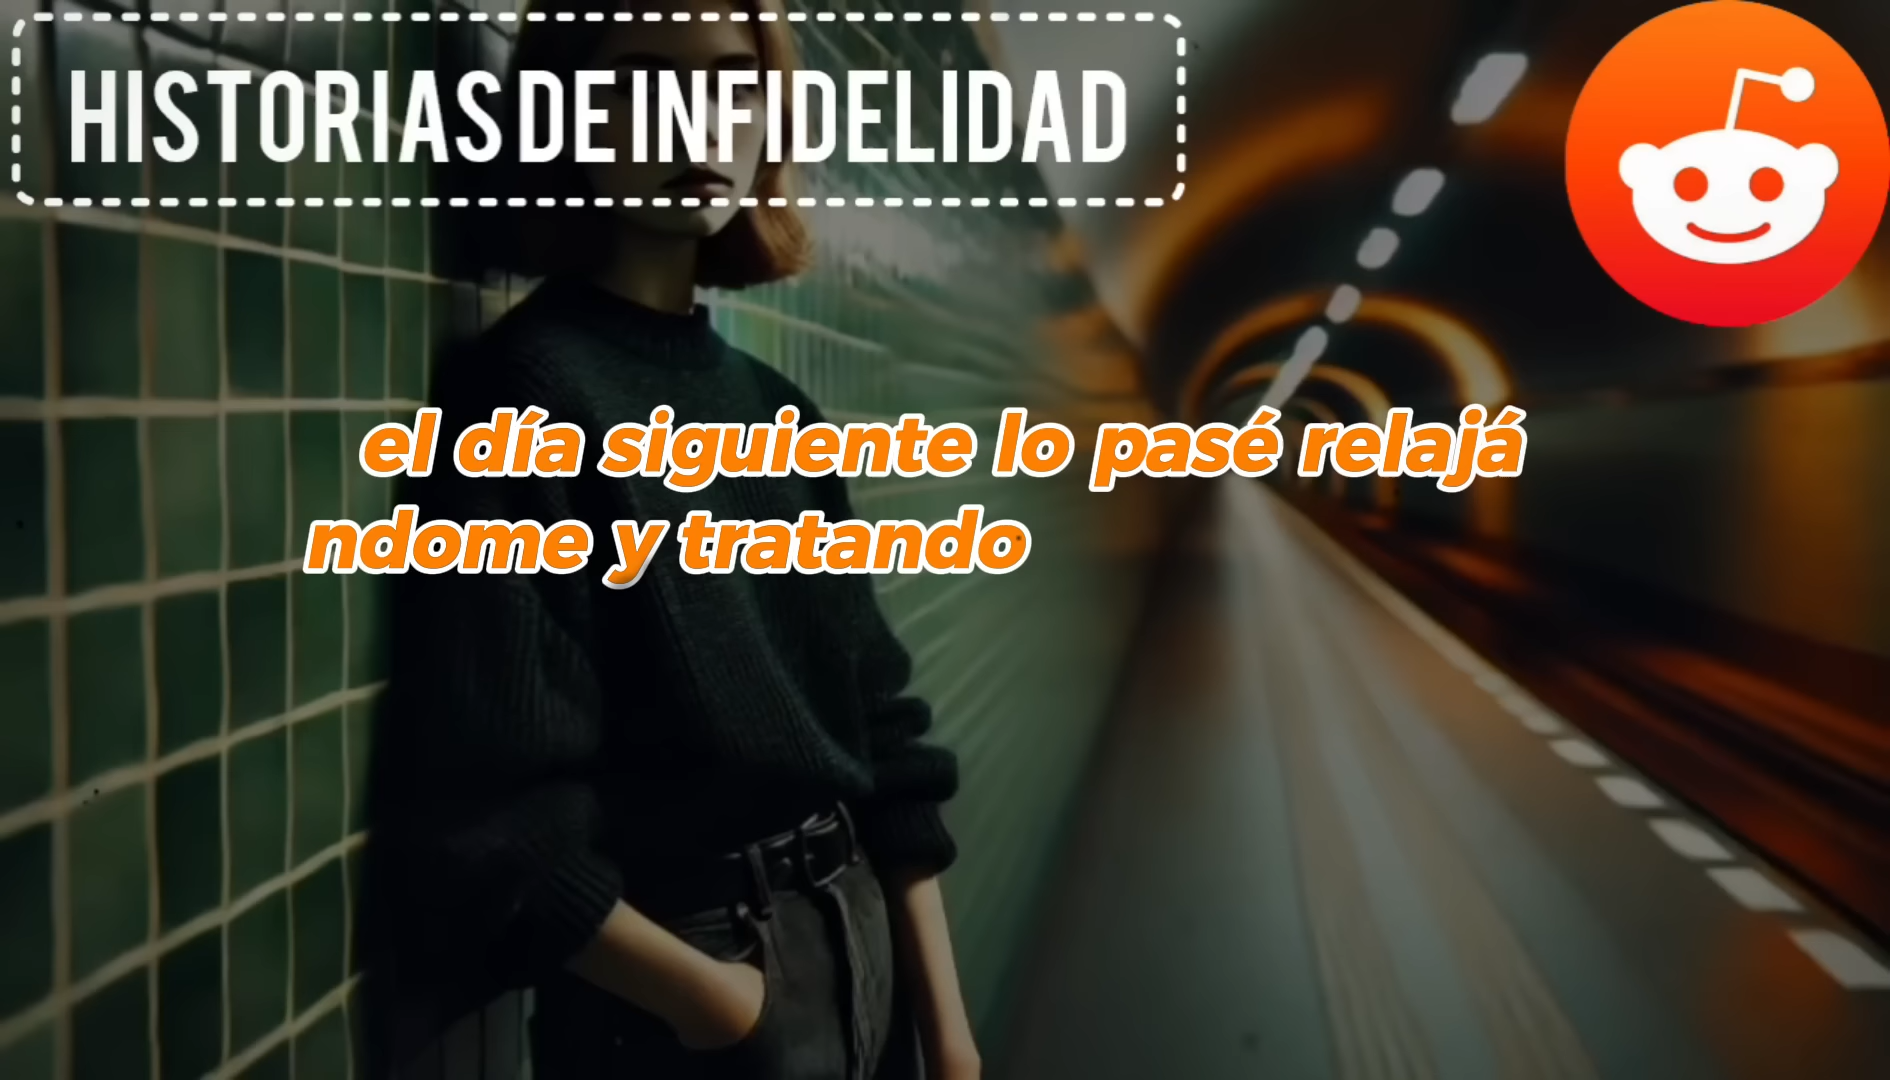 HISTORIAS DE INFIDELIDAD
el día siguiente lo pasé relajá
ndome y tratando